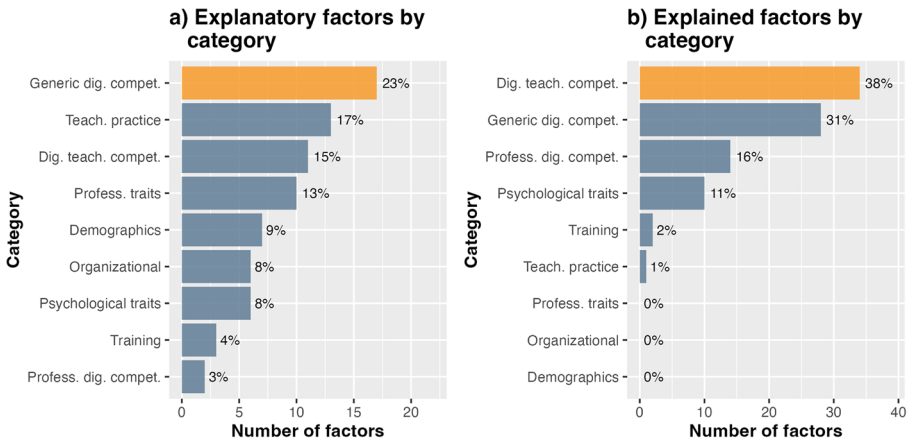 a) Explanatory factors by
category
Generic dig. compet.
23%
Teach. practice
17%
Dig. teach. compet.
15%
Profess. traits
13%
Demographics
9%
Organizational
8%
Psychological traits
8%
Training
4%
Profess. dig. compet.
3%
0
5
10
15
20
Number of factors
Category
b) Explained factors by
category
Dig. teach. compet.
38%
Generic dig. compet.
31%
Profess. dig. compet.
16%
Psychological traits
11%
Training
2%
Teach. practice
1%
Profess. traits
0%
Organizational
0%
Demographics
0%
0
10
20
30
40
Number of factors
Category